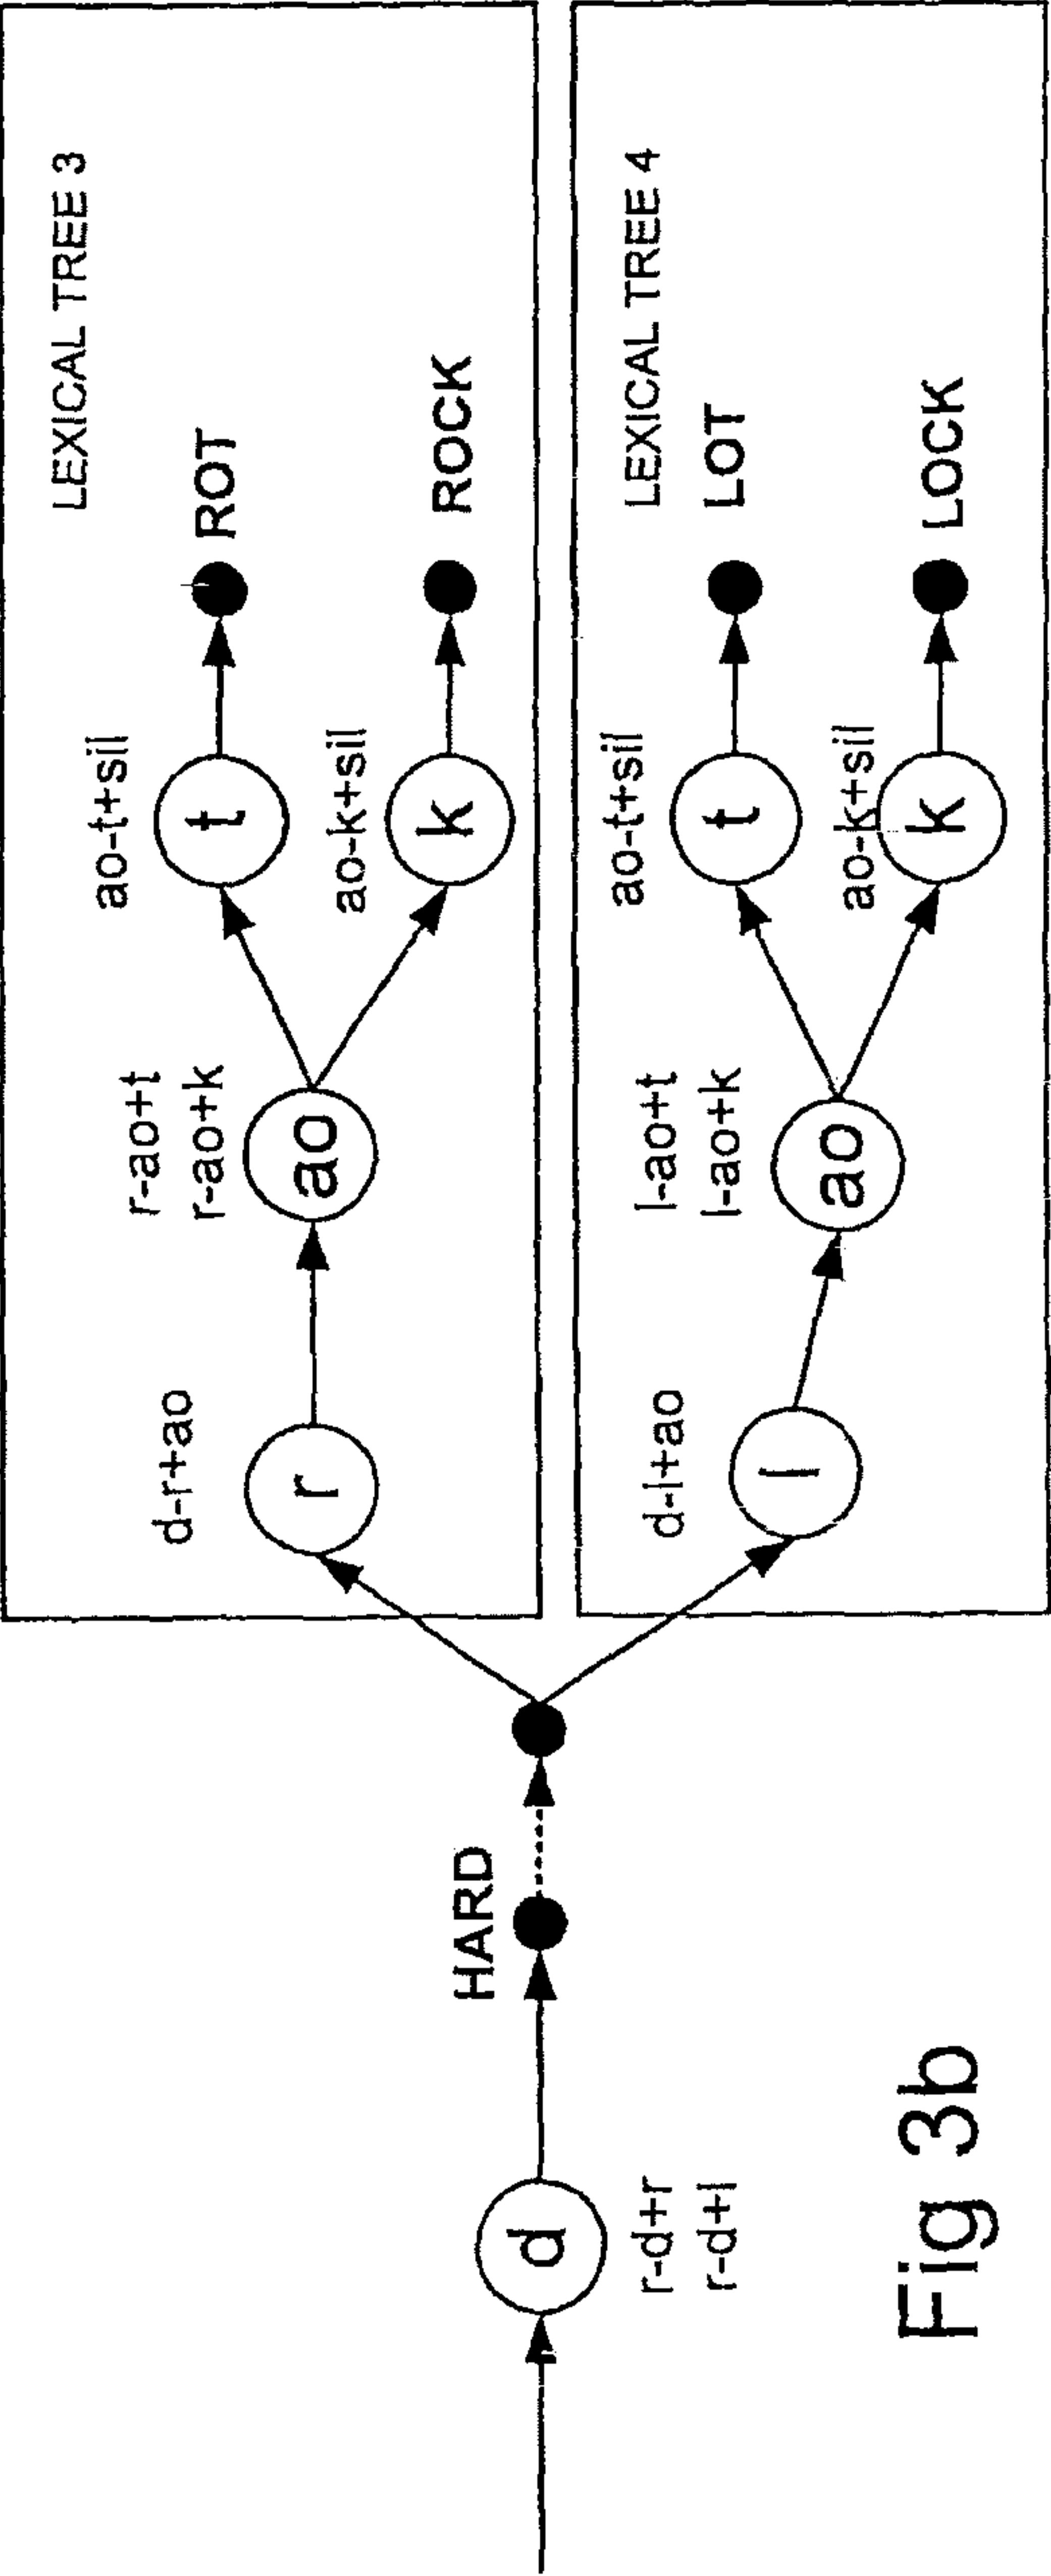 LEXICAL TREE 3
d-r+ao
r
r-ao+t
r-ao+k
ao
ao-t+sil
t
ROT
ao-k+sil
k
ROCK
HARD
d
r-d+r
r-d+l
LEXICAL TREE 4
d-l+ao
l
l-ao+t
l-ao+k
ao
ao-t+sil
t
LOT
ao-k+sil
k
LOCK
Fig 3b